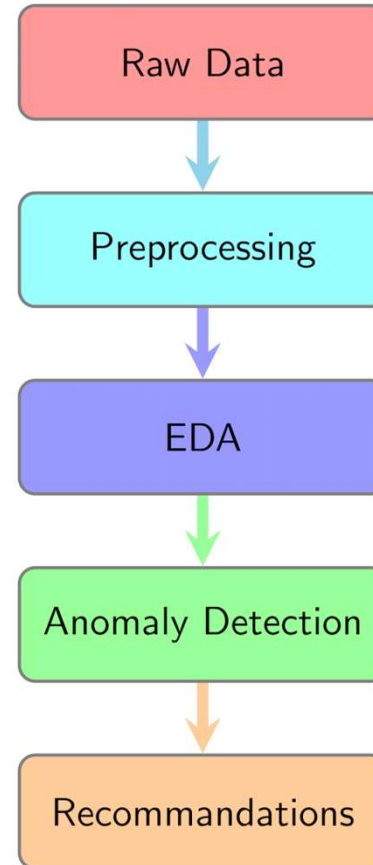 Raw Data
Preprocessing
EDA
Anomaly Detection
Recommandations